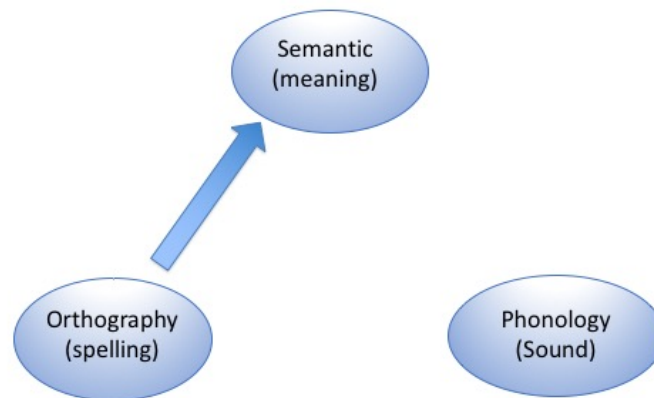 Semantic
(meaning)
Orthography
(spelling)
Phonology
(Sound)